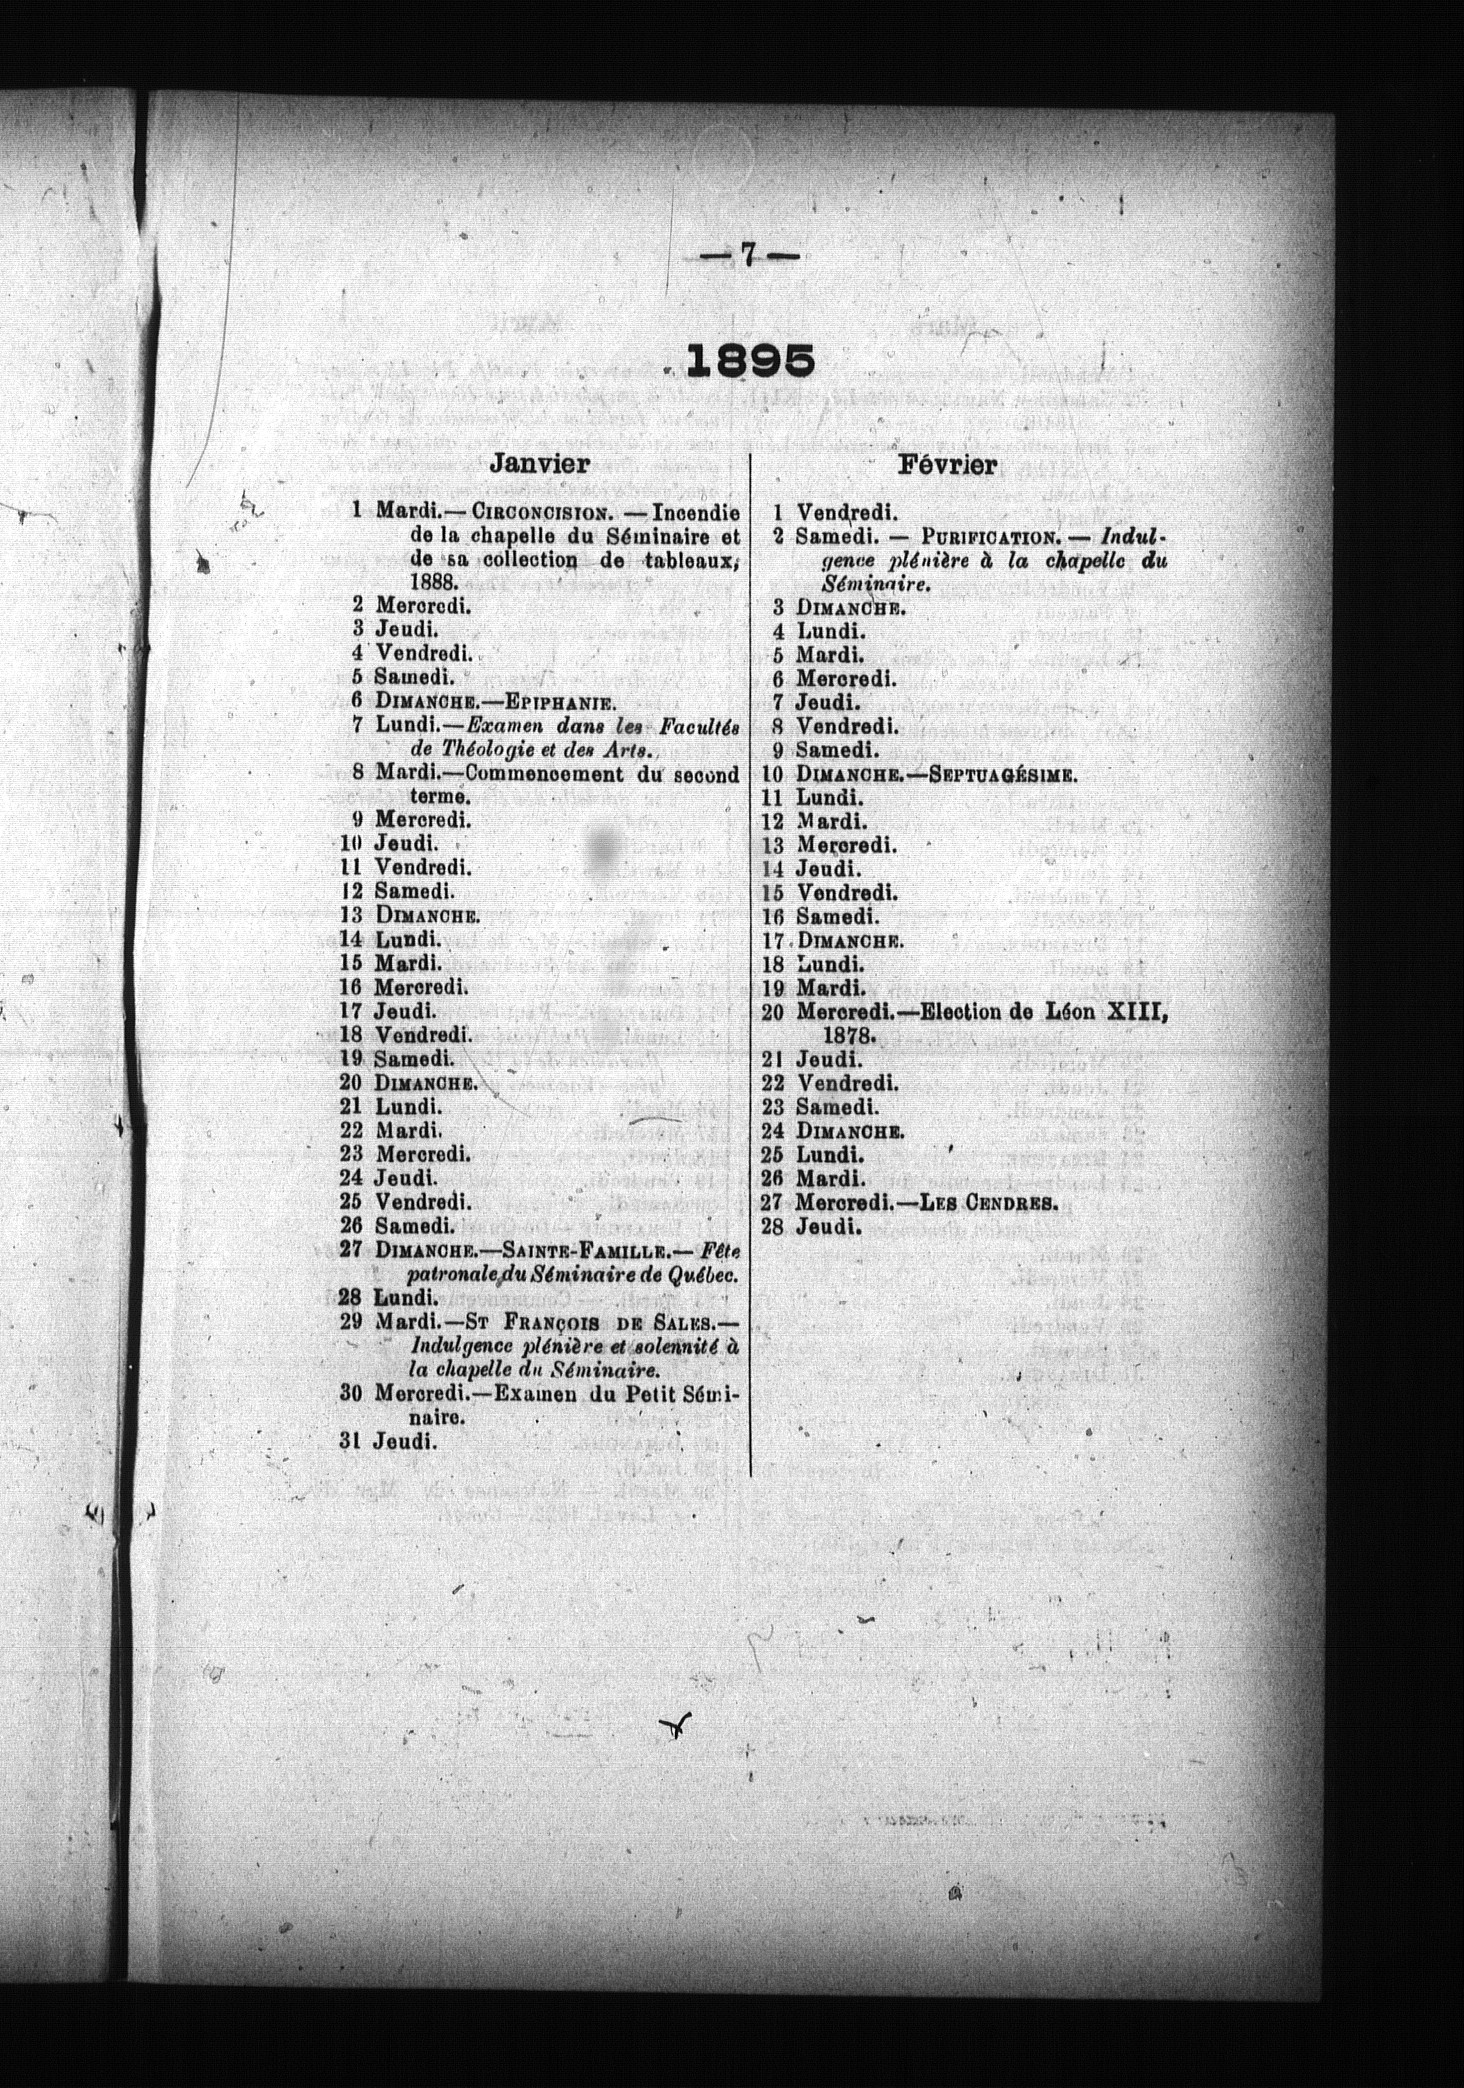 — 7 —
1895
Janvier
1 Mardi.— CIRCONCISION. — Incendie
de la chapelle du Séminaire et
de sa collection de tableaux,
1888.
2 Mercredi.
3 Jeudi.
4 Vendredi.
5 Samedi.
6 DIMANCHE.—EPIPHANIE.
7 Lundi.—Examen dans les Facultés
de Théologie et des Arts.
8 Mardi.—Commencement du second
terme.
9 Mercredi.
10 Jeudi.
11 Vendredi.
12 Samedi.
13 DIMANCHE.
14 Lundi.
15 Mardi.
16 Mercredi.
17 Jeudi.
18 Vendredi.
19 Samedi.
20 DIMANCHE.
21 Lundi.
22 Mardi.
23 Mercredi.
24 Jeudi.
25 Vendredi.
26 Samedi.
27 DIMANCHE.—SAINTE-FAMILLE.— Fête
patronale du Séminaire de Québec.
28 Lundi.
29 Mardi.—ST FRANÇOIS DE SALES.—
Indulgence plénière et solennité à
la chapelle du Séminaire.
30 Mercredi.—Examen du Petit Sémi-
naire.
31 Jeudi.
Février
1 Vendredi.
2 Samedi. — PURIFICATION. — Indul-
gence plénière à la chapelle du
Séminaire.
3 DIMANCHE.
4 Lundi.
5 Mardi.
6 Mercredi.
7 Jeudi.
8 Vendredi.
9 Samedi.
10 DIMANCHE.—SEPTUAGÉSIME.
11 Lundi.
12 Mardi.
13 Mercredi.
14 Jeudi.
15 Vendredi.
16 Samedi.
17 DIMANCHE.
18 Lundi.
19 Mardi.
20 Mercredi.—Election de Léon XIII,
1878.
21 Jeudi.
22 Vendredi.
23 Samedi.
24 DIMANCHE.
25 Lundi.
26 Mardi.
27 Mercredi.—LES CENDRES.
28 Jeudi.